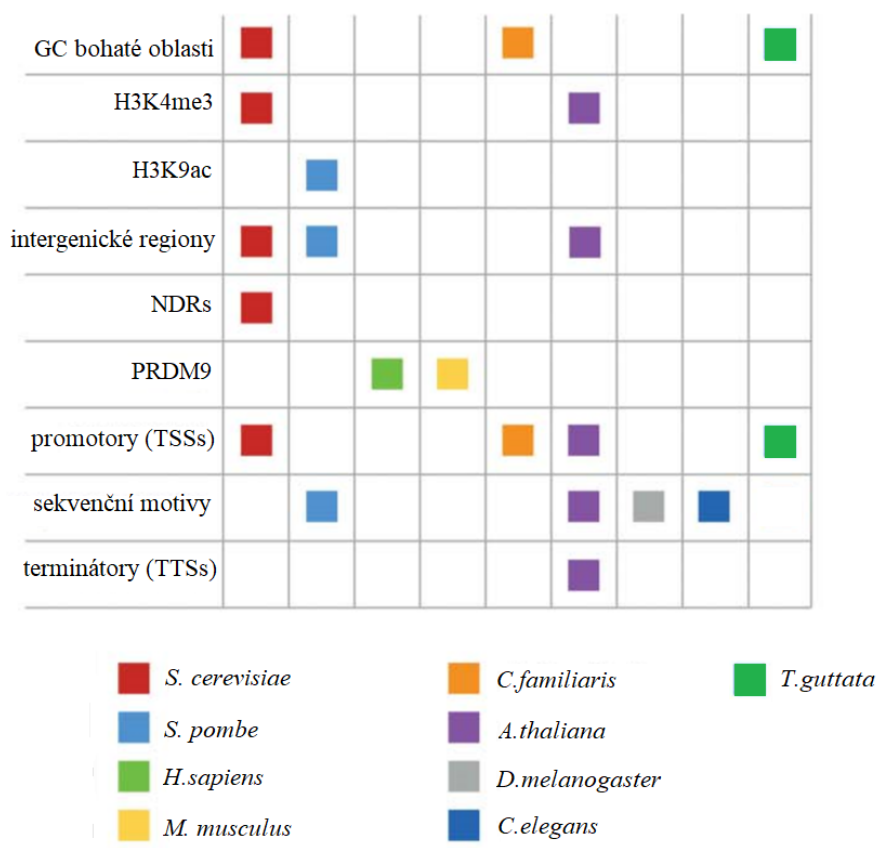 GC bohaté oblasti
H3K4me3
H3K9ac
intergenické regiony
NDRs
PRDM9
promotory (TSSs)
sekvenční motivy
terminátory (TTSs)
S. cerevisiae
C.familiaris
T.guttata
S. pombe
A.thaliana
H.sapiens
D.melanogaster
M. musculus
C.elegans